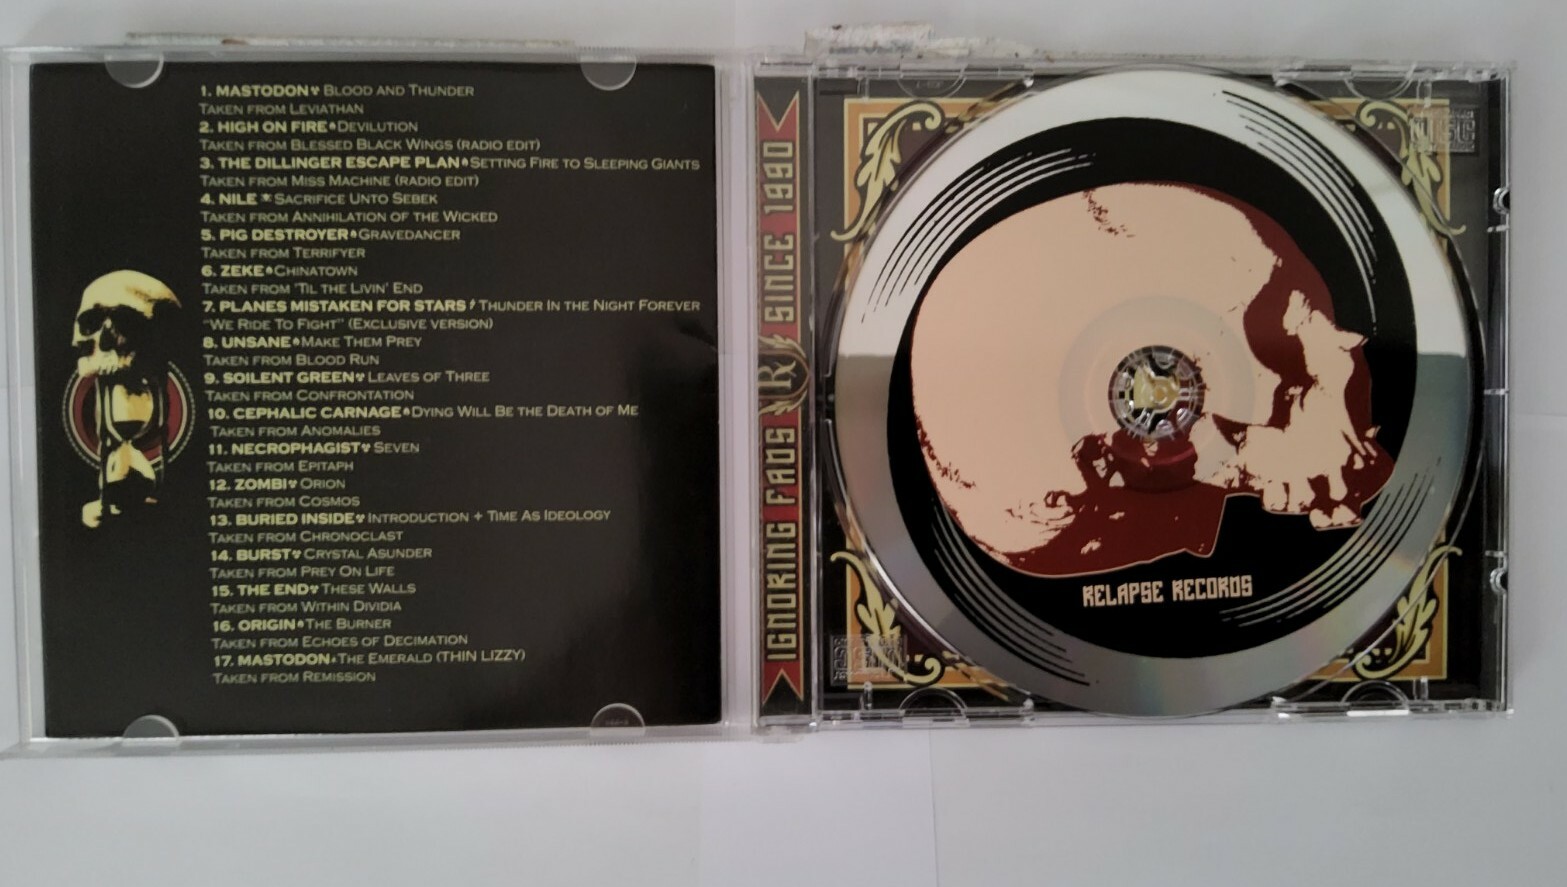 1. MASTODON BLOOD AND THUNDER
TAKEN FROM LEVIATHAN
2. HIGH ON FIRE DEVILUTION
TAKEN FROM BLESSED BLACK WINGS (RADIO EDIT)
3. THE DILLINGER ESCAPE PLAN SETTING FIRE TO SLEEPING GIANTS
TAKEN FROM MISS MACHINE (RADIO EDIT)
4. NILE SACRIFICE UNTO SEBEK
TAKEN FROM ANNIHILATION OF THE WICKED
5. PIG DESTROYER GRAVEDANCER
TAKEN FROM TERRIFYER
6. ZEKE CHINATOWN
TAKEN FROM 'TIL THE LIVIN' END
7. PLANES MISTAKEN FOR STARS THUNDER IN THE NIGHT FOREVER
"WE RIDE TO FIGHT" (EXCLUSIVE VERSION)
8. UNSANE MAKE THEM PREY
TAKEN FROM BLOOD RUN
9. SOILENT GREEN LEAVES OF THREE
TAKEN FROM CONFRONTATION
10. CEPHALIC CARNAGE DYING WILL BE THE DEATH OF ME
TAKEN FROM ANOMALIES
11. NECROPHAGIST SEVEN
TAKEN FROM EPITAPH
12. ZOMBI ORION
TAKEN FROM COSMOS
13. BURIED INSIDE INTRODUCTION + TIME AS IDEOLOGY
TAKEN FROM CHRONOCLAST
14. BURST CRYSTAL ASUNDER
TAKEN FROM PREY ON LIFE
15. THE END THESE WALLS
TAKEN FROM WITHIN DIVIDIA
16. ORIGIN THE BURNER
TAKEN FROM ECHOES OF DECIMATION
17. MASTODON THE EMERALD (THIN LIZZY)
TAKEN FROM REMISSION
IGNORING FADS R SINCE 1990
RELAPSE RECORDS